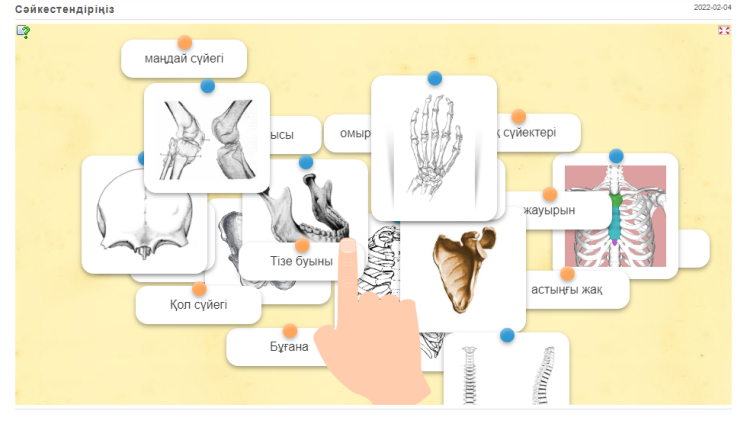 Сәйкестендіріңіз
2022-02-04
маңдай сүйегі
ысы
омыр
қ сүйектері
жауырын
Тізе буыны
астыңғы жақ
Қол сүйегі
Бұғана